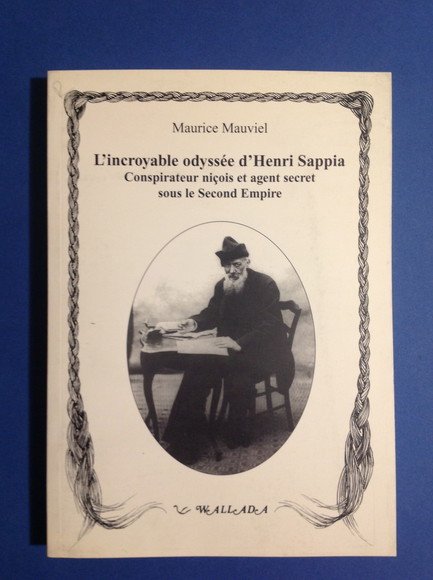 Maurice Mauviel
L'incroyable odyssée d'Henri Sappia
Conspirateur niçois et agent secret
sous le Second Empire
WALLADA